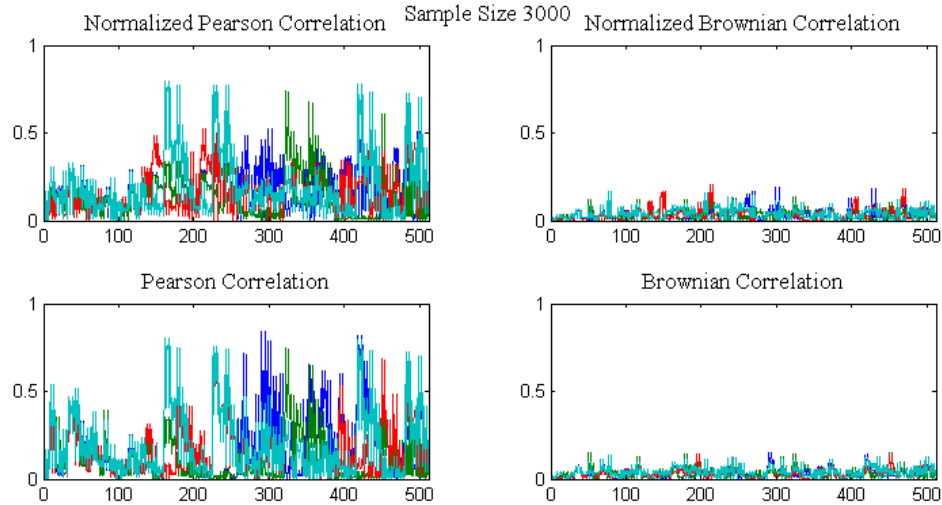 Sample Size 3000
Normalized Pearson Correlation
Normalized Brownian Correlation
1
0.5
0
0 100 200 300 400 500
1
0.5
0
0 100 200 300 400 500
Pearson Correlation
Brownian Correlation
1
0.5
0
0 100 200 300 400 500
1
0.5
0
0 100 200 300 400 500